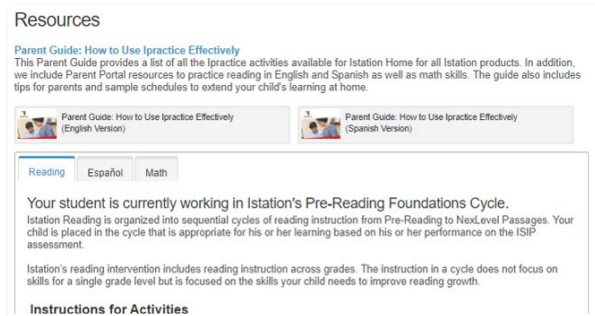 Resources
Parent Guide: How to Use Ipractice Effectively
This Parent Guide provides a list of all the Ipractice activities available for Istation Home for all Istation products. In addition,
we include Parent Portal resources to practice reading in English and Spanish as well as math skills. The guide also includes
tips for parents and sample schedules to extend your child's learning at home.
Parent Guide: How to Use Ipractice Effectively
(English Version)
Parent Guide: How to Use Ipractice Effectively
(Spanish Version)
Reading Español Math
Your student is currently working in Istation's Pre-Reading Foundations Cycle.
Istation Reading is organized into sequential cycles of reading instruction from Pre-Reading to NexLevel Passages. Your
child is placed in the cycle that is appropriate for his or her learning based on his or her performance on the ISIP
assessment.
Istation's reading intervention includes reading instruction across grades. The instruction in a cycle does not focus on
skills for a single grade level but is focused on the skills your child needs to improve reading growth.
Instructions for Activities